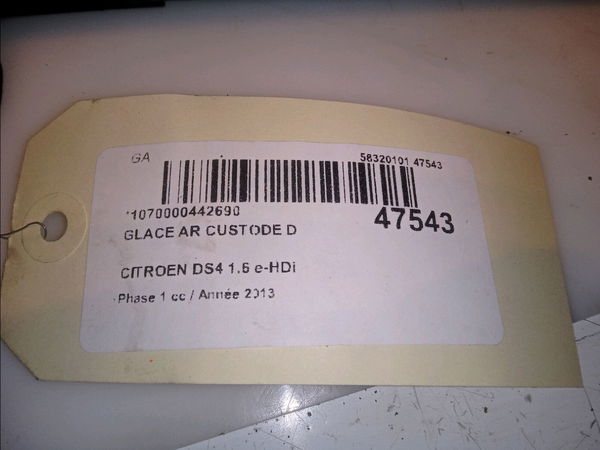 GA
58320101 47543
*1070000442690
47543
GLACE AR CUSTODE D
CITROEN DS4 1.6 e-HDi
Phase 1 cc / Année 2013